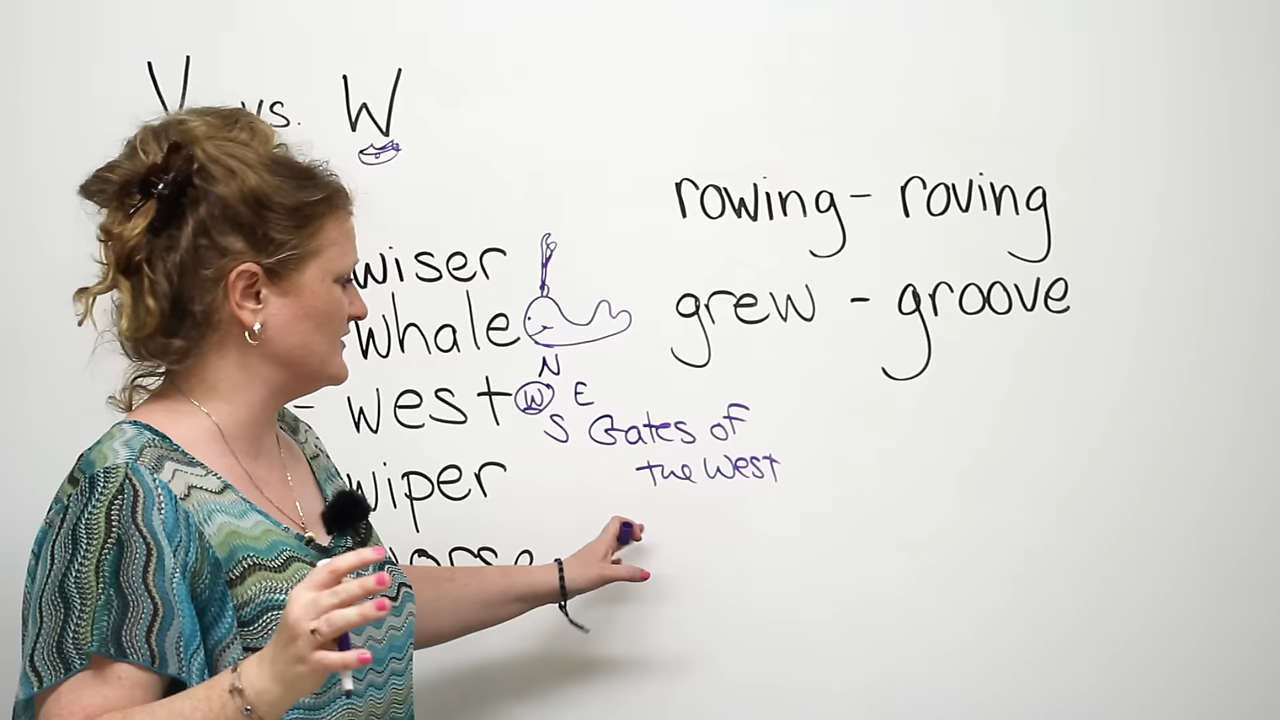 V vs. W
wiser
whale
- west
wiper
N
W E
S Gates of
the West
rowing - roving
grew - groove